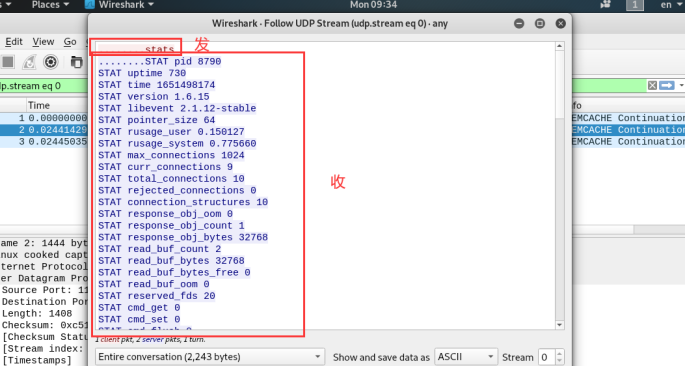 Places
Wireshark
Mon 09:34
1
en
Wireshark · Follow UDP Stream (udp.stream eq 0) · any
Edit View Go
dp.stream eq 0
Time
1 0.00000000
2 0.02441429
3 0.02445035
nfo
EMCACHE Continuation
EMCACHE Continuation
EMCACHE Continuation
........stats
发
........STAT pid 8790
STAT uptime 730
STAT time 1651498174
STAT version 1.6.15
STAT libevent 2.1.12-stable
STAT pointer_size 64
STAT rusage_user 0.150127
STAT rusage_system 0.775660
STAT max_connections 1024
STAT curr_connections 9
STAT total_connections 10
STAT rejected_connections 0
STAT connection_structures 10
STAT response_obj_oom 0
STAT response_obj_count 1
STAT response_obj_bytes 32768
STAT read_buf_count 2
STAT read_buf_bytes 32768
STAT read_buf_bytes_free 0
STAT read_buf_oom 0
STAT reserved_fds 20
STAT cmd_get 0
STAT cmd_set 0
STAT cmd_flush 0
收
ame 2: 1444 byt
nux cooked capt
ternet Protocol
er Datagram Pro
Source Port: 11
Destination Por
Length: 1408
Checksum: 0xc51
[Checksum Statu
[Stream index:
[Timestamps]
1 client pkt, 2 server pkts, 1 turn.
Entire conversation (2,243 bytes)
Show and save data as ASCII
Stream 0